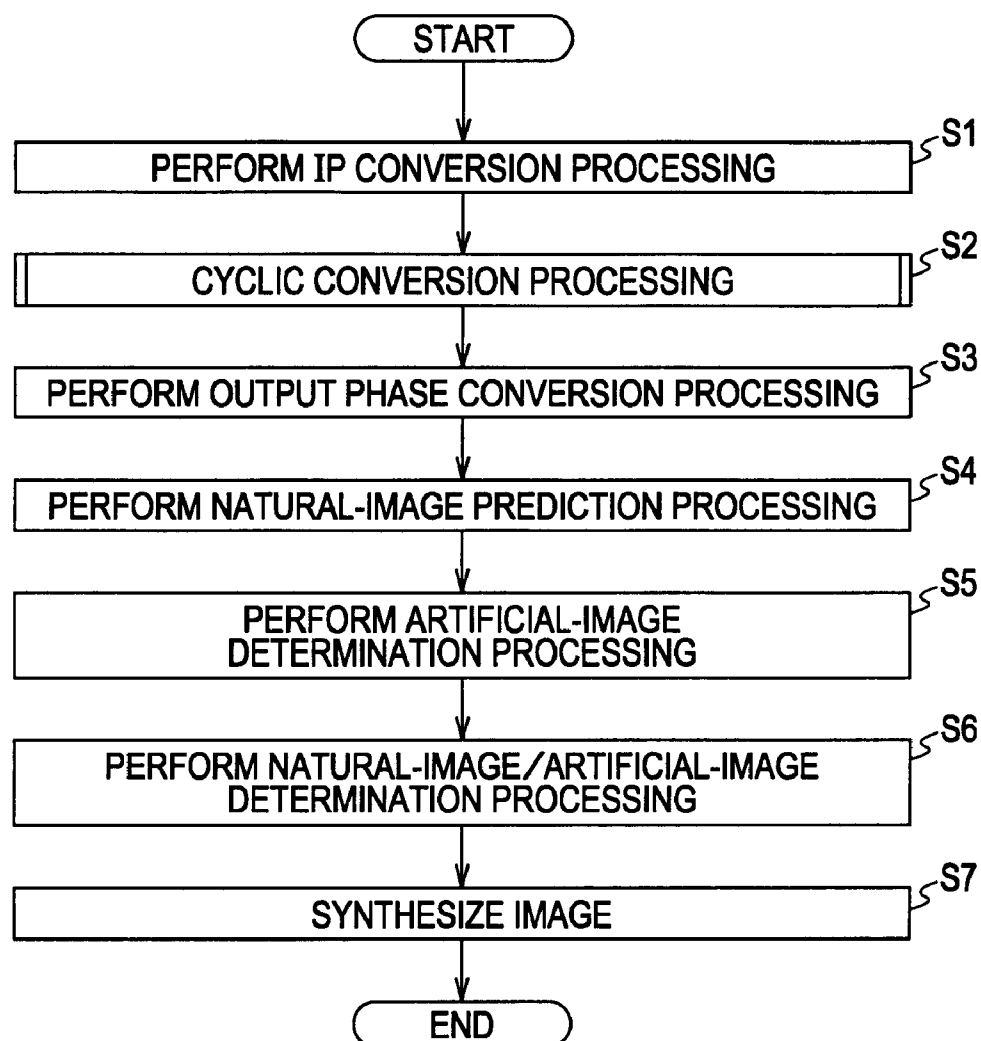 START
S1
PERFORM IP CONVERSION PROCESSING
S2
CYCLIC CONVERSION PROCESSING
S3
PERFORM OUTPUT PHASE CONVERSION PROCESSING
S4
PERFORM NATURAL-IMAGE PREDICTION PROCESSING
S5
PERFORM ARTIFICIAL-IMAGE
DETERMINATION PROCESSING
S6
PERFORM NATURAL-IMAGE/ARTIFICIAL-IMAGE
DETERMINATION PROCESSING
S7
SYNTHESIZE IMAGE
END